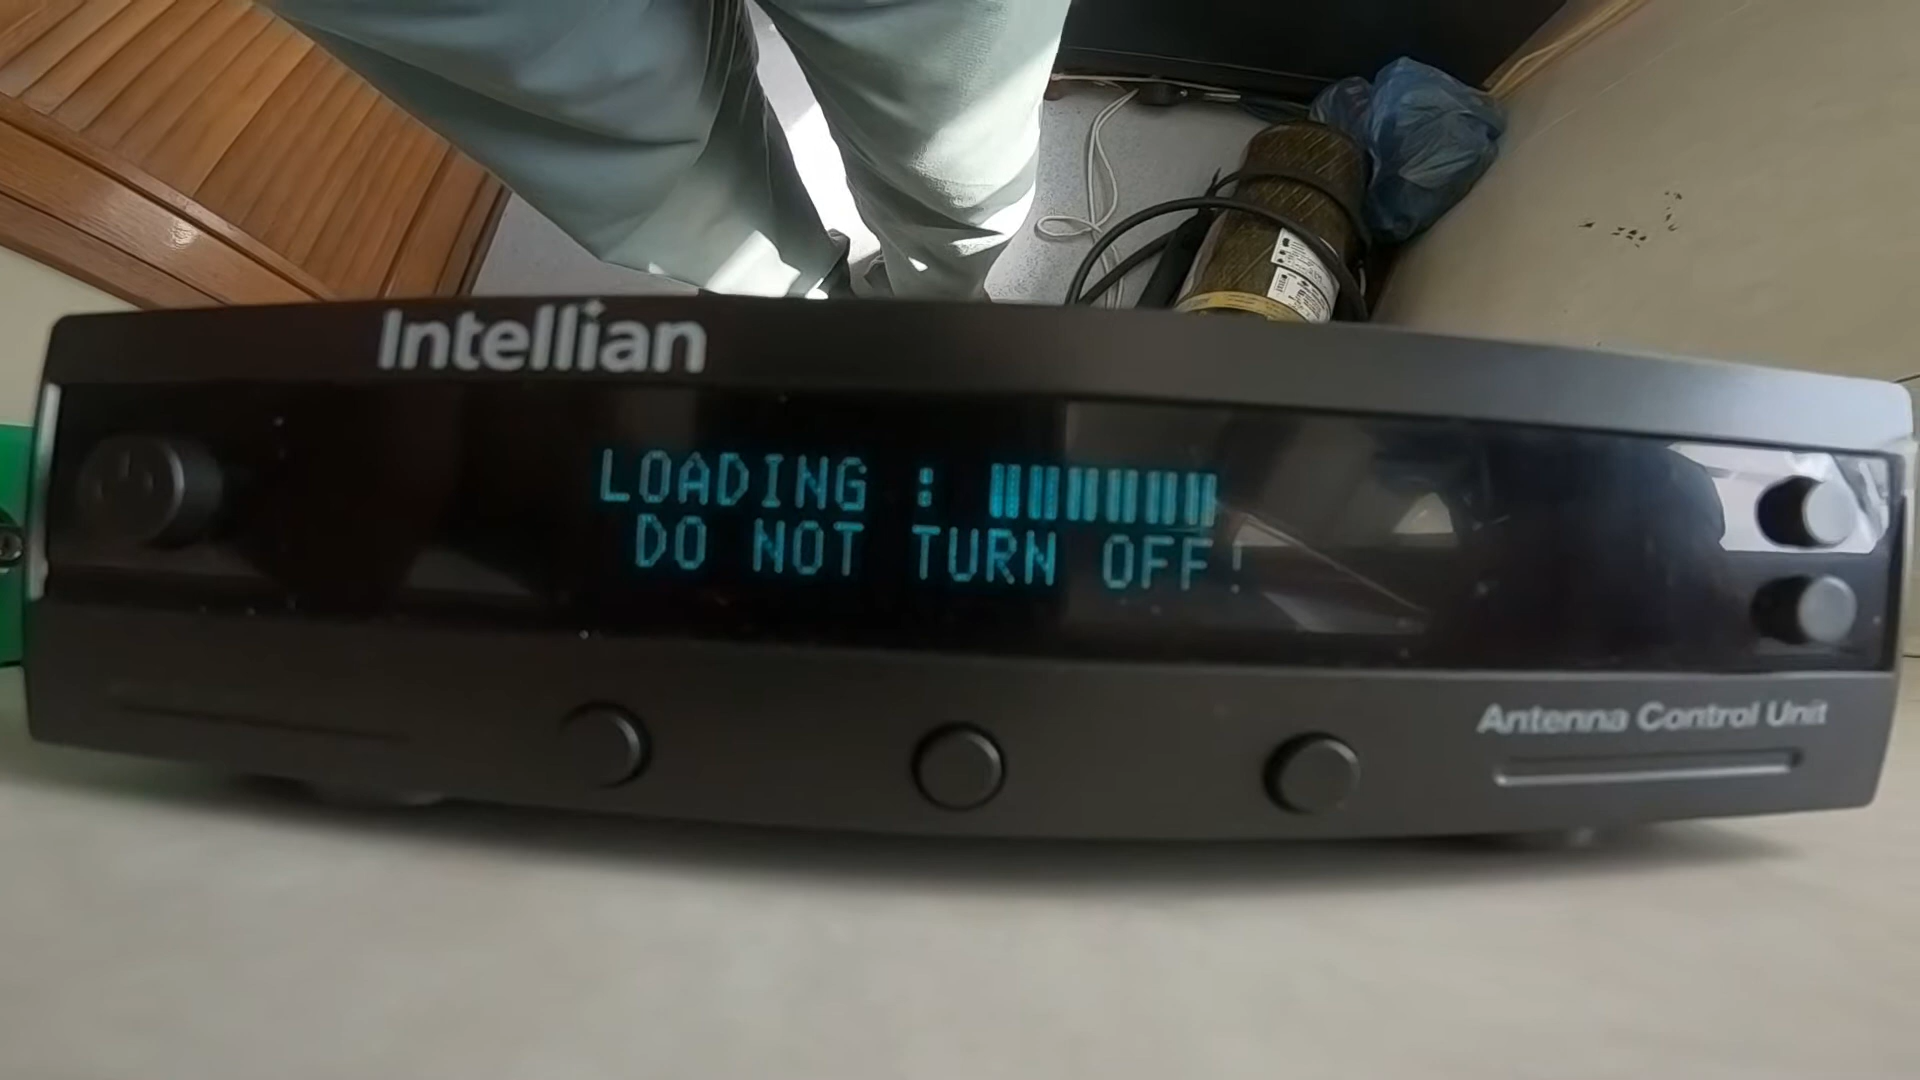 Intellian
LOADING :
DO NOT TURN OFF!
Antenna Control Unit